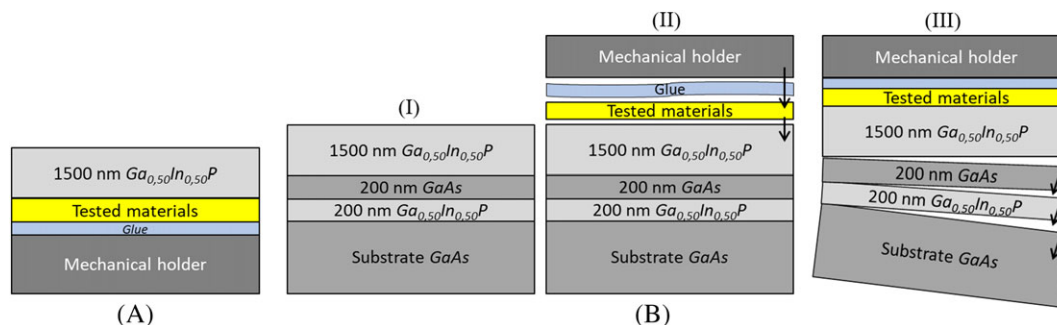 1500 nm Ga0,50In0,50P
Tested materials
Glue
Mechanical holder
(A)
(I)
1500 nm Ga0,50In0,50P
200 nm GaAs
200 nm Ga0,50In0,50P
Substrate GaAs
(II)
Mechanical holder
Glue
Tested materials
1500 nm Ga0,50In0,50P
200 nm GaAs
200 nm Ga0,50In0,50P
Substrate GaAs
(B)
(III)
Mechanical holder
Tested materials
1500 nm Ga0,50In0,50P
200 nm GaAs
200 nm Ga0,50In0,50P
Substrate GaAs